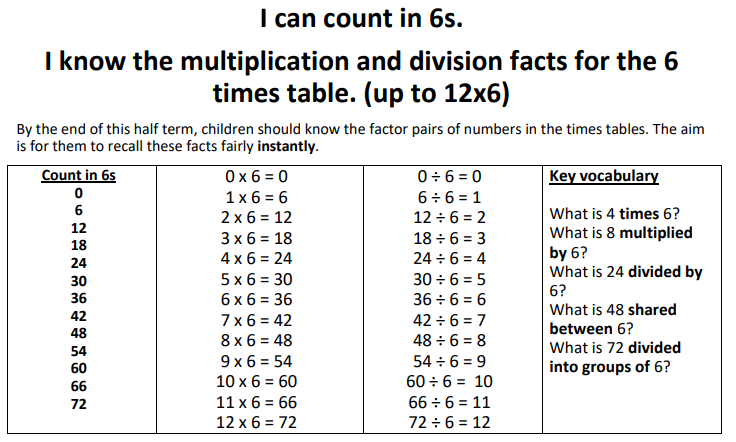 I can count in 6s.
I know the multiplication and division facts for the 6
times table. (up to 12x6)
By the end of this half term, children should know the factor pairs of numbers in the times tables. The aim
is for them to recall these facts fairly instantly.
Count in 6s
0
6
12
18
24
30
36
42
48
54
60
66
72
0 x 6 = 0
1 x 6 = 6
2 x 6 = 12
3 x 6 = 18
4 x 6 = 24
5 x 6 = 30
6 x 6 = 36
7 x 6 = 42
8 x 6 = 48
9 x 6 = 54
10 x 6 = 60
11 x 6 = 66
12 x 6 = 72
0 ÷ 6 = 0
6 ÷ 6 = 1
12 ÷ 6 = 2
18 ÷ 6 = 3
24 ÷ 6 = 4
30 ÷ 6 = 5
36 ÷ 6 = 6
42 ÷ 6 = 7
48 ÷ 6 = 8
54 ÷ 6 = 9
60 ÷ 6 = 10
66 ÷ 6 = 11
72 ÷ 6 = 12
Key vocabulary
What is 4 times 6?
What is 8 multiplied
by 6?
What is 24 divided by
6?
What is 48 shared
between 6?
What is 72 divided
into groups of 6?